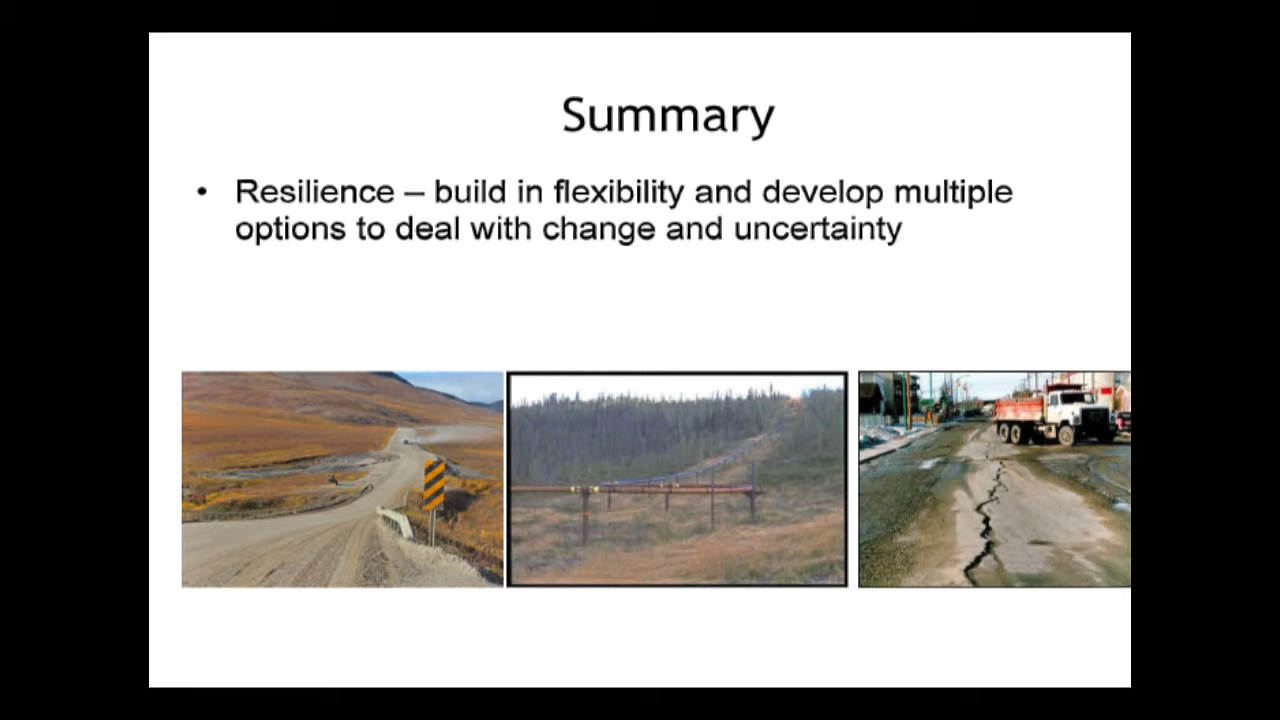 Summary
• Resilience – build in flexibility and develop multiple
options to deal with change and uncertainty